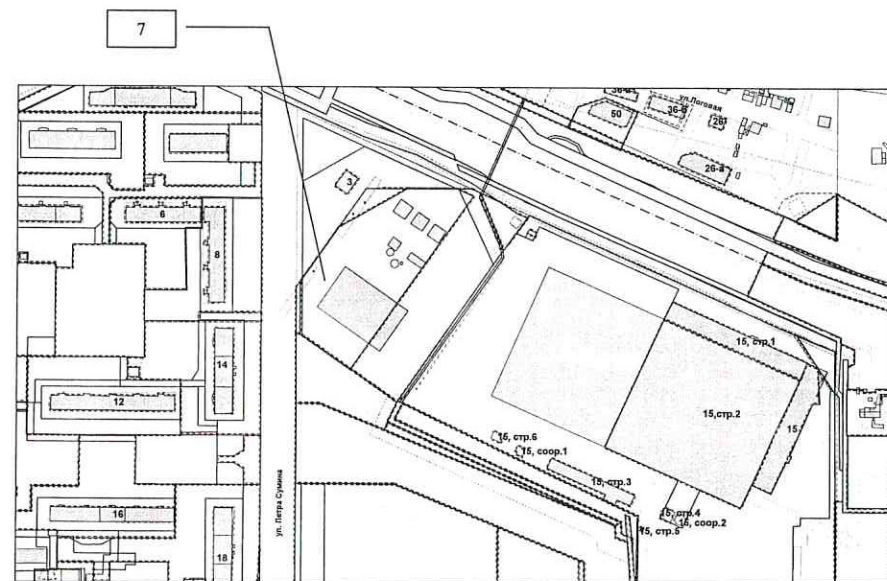 7
ул.Логовая
36-а
36-б
50
26
26-а
3
6
8
14
12
16
18
ул. Петра Сумина
15, стр.1
15,стр.2
15
15, стр.6
15, соор.1
15, стр.3
15, стр.4
15, соор.2
15, стр.5